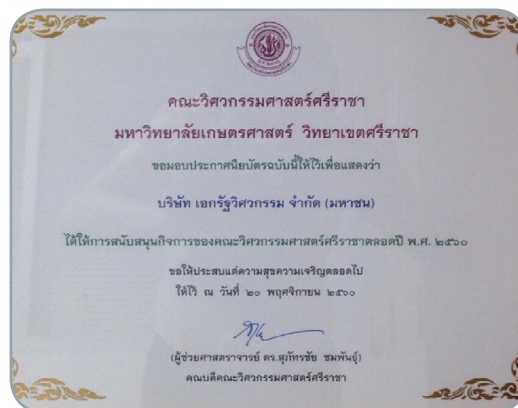 คณะวิศวกรรมศาสตร์ศรีราชา
มหาวิทยาลัยเกษตรศาสตร์ วิทยาเขตศรีราชา
ขอมอบประกาศนียบัตรฉบับนี้ให้ไว้เพื่อแสดงว่า
บริษัท เอกรัฐวิศวกรรม จำกัด (มหาชน)
ได้ให้การสนับสนุนกิจการของคณะวิศวกรรมศาสตร์ศรีราชาตลอดปี พ.ศ. ๒๕๖๐
ขอให้ประสบแต่ความสุขความเจริญตลอดไป
ให้ไว้ ณ วันที่ ๒๐ พฤศจิกายน ๒๕๖๐
(ผู้ช่วยศาสตราจารย์ ดร.สุภัทรชัย ชมพันธุ์)
คณบดีคณะวิศวกรรมศาสตร์ศรีราชา